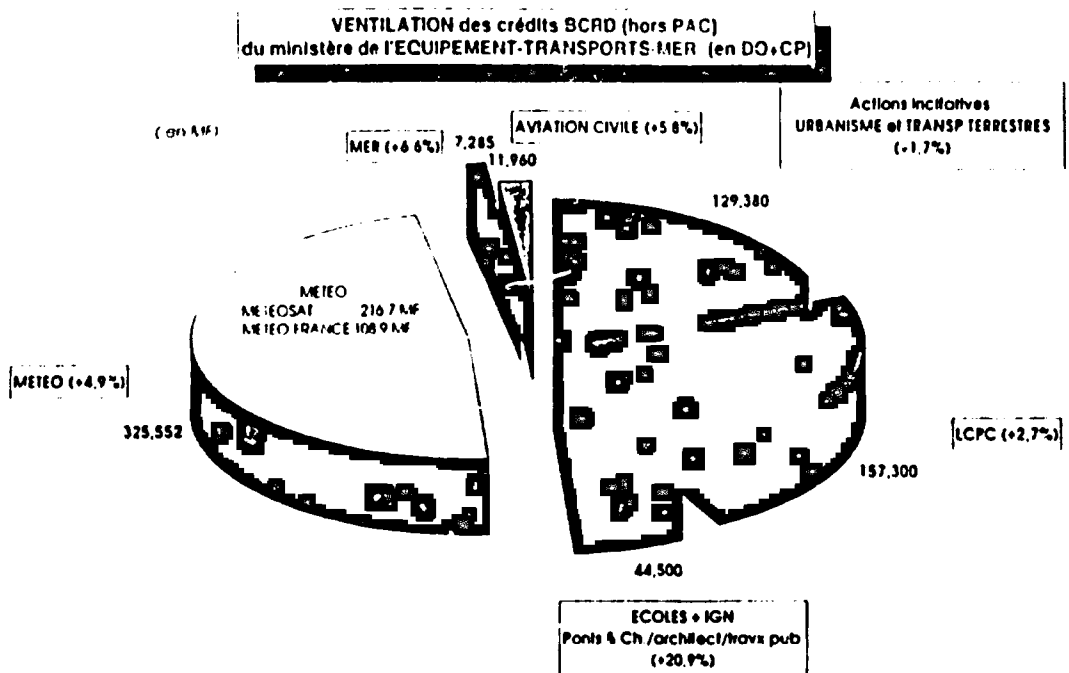 VENTILATION des crédits BCRD (hors PAC)
du ministère de l'EQUIPEMENT-TRANSPORTS-MER (en DO+CP)
(en MF)
MER (+6.6%)
7,285
11,960
AVIATION CIVILE (+5.8%)
Actions Incitatives
URBANISME et TRANSP TERRESTRES
(+1,7%)
129,380
METEO
METEOSAT 216.7 MF
METEO FRANCE 108.9 MF
METEO (+4.9%)
325,552
LCPC (+2,7%)
157,300
44,500
ECOLES + IGN
Ponts & Ch./architect/travx pub
(+20.9%)